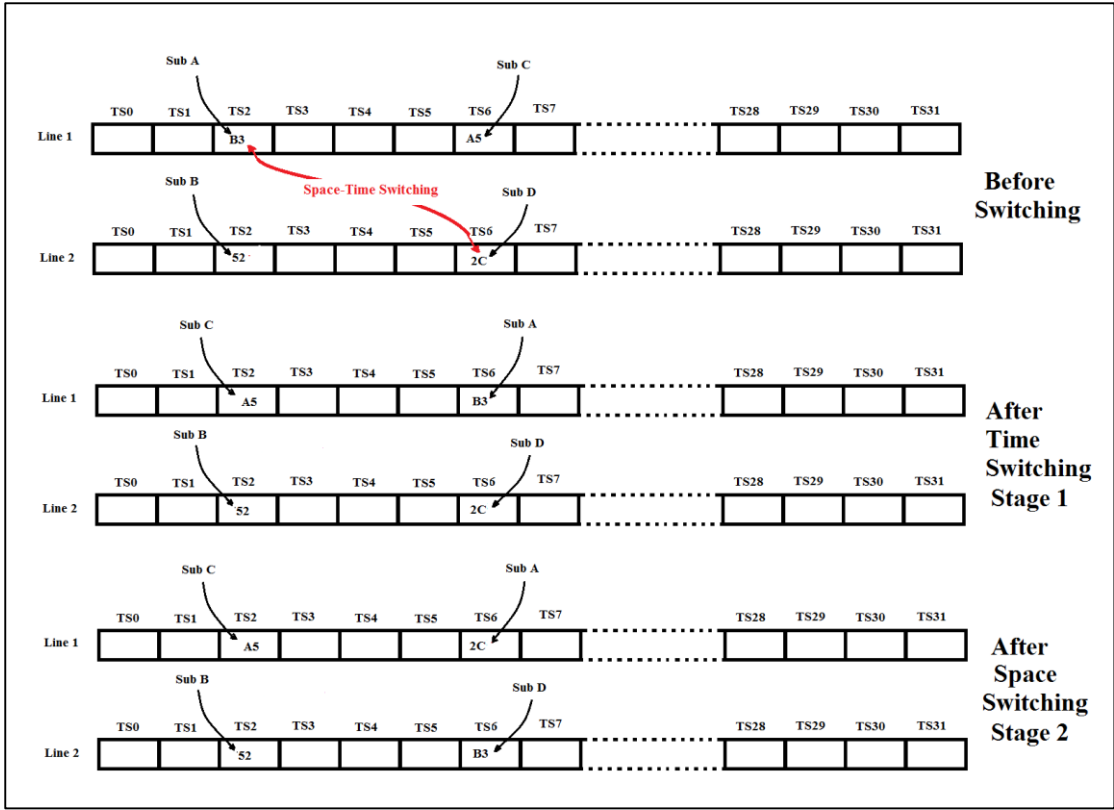 Sub A
Sub C
TS0 TS1 TS2 TS3 TS4 TS5 TS6 TS7 TS28 TS29 TS30 TS31
Line 1 B3 A5
Space-Time Switching
Before
Switching
Sub B
Sub D
TS0 TS1 TS2 TS3 TS4 TS5 TS6 TS7 TS28 TS29 TS30 TS31
Line 2 52 2C
Sub C
Sub A
TS0 TS1 TS2 TS3 TS4 TS5 TS6 TS7 TS28 TS29 TS30 TS31
Line 1 A5 B3
After
Time
Switching
Stage 1
Sub B
Sub D
TS0 TS1 TS2 TS3 TS4 TS5 TS6 TS7 TS28 TS29 TS30 TS31
Line 2 52 2C
Sub C
Sub A
TS0 TS1 TS2 TS3 TS4 TS5 TS6 TS7 TS28 TS29 TS30 TS31
Line 1 A5 2C
After
Space
Switching
Stage 2
Sub B
Sub D
TS0 TS1 TS2 TS3 TS4 TS5 TS6 TS7 TS28 TS29 TS30 TS31
Line 2 52 B3